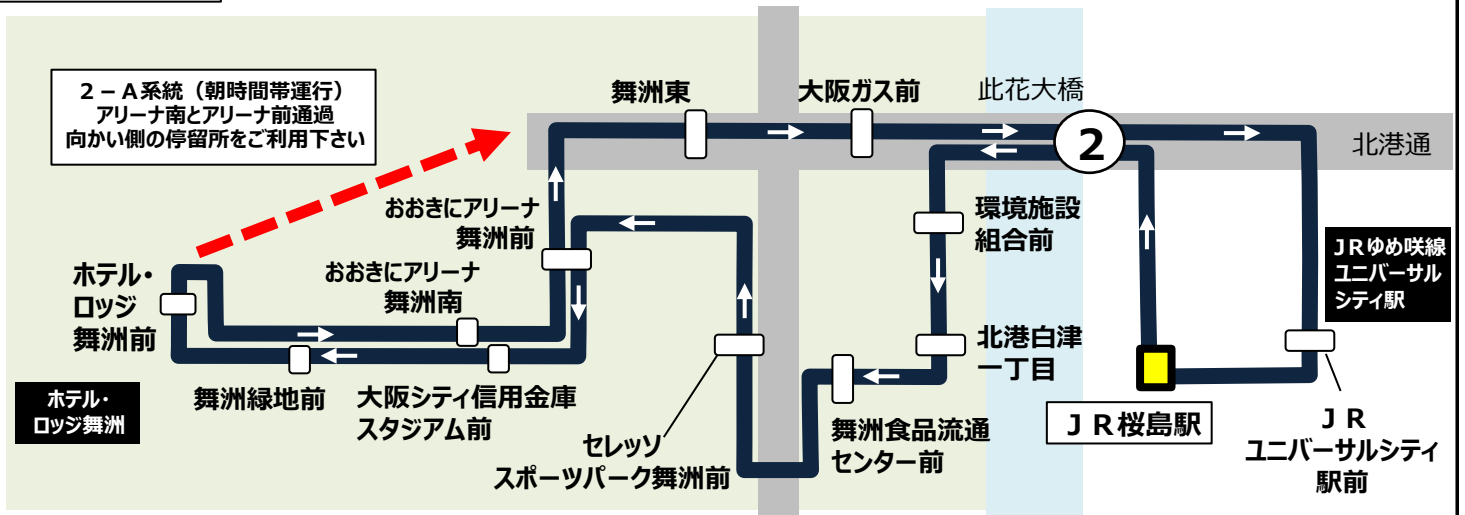 2－A系統（朝時間帯運行）
アリーナ南とアリーナ前通過
向かい側の停留所をご利用下さい
舞洲東
大阪ガス前
此花大橋
2
北港通
おおきにアリーナ
舞洲前
環境施設
組合前
JRゆめ咲線
ユニバーサル
シティ駅
ホテル・
ロッジ
舞洲前
おおきにアリーナ
舞洲南
北港白津
一丁目
ホテル・
ロッジ舞洲
舞洲緑地前
大阪シティ信用金庫
スタジアム前
セレッソ
スポーツパーク舞洲前
舞洲食品流通
センター前
ＪＲ桜島駅
ＪＲ
ユニバーサルシティ
駅前